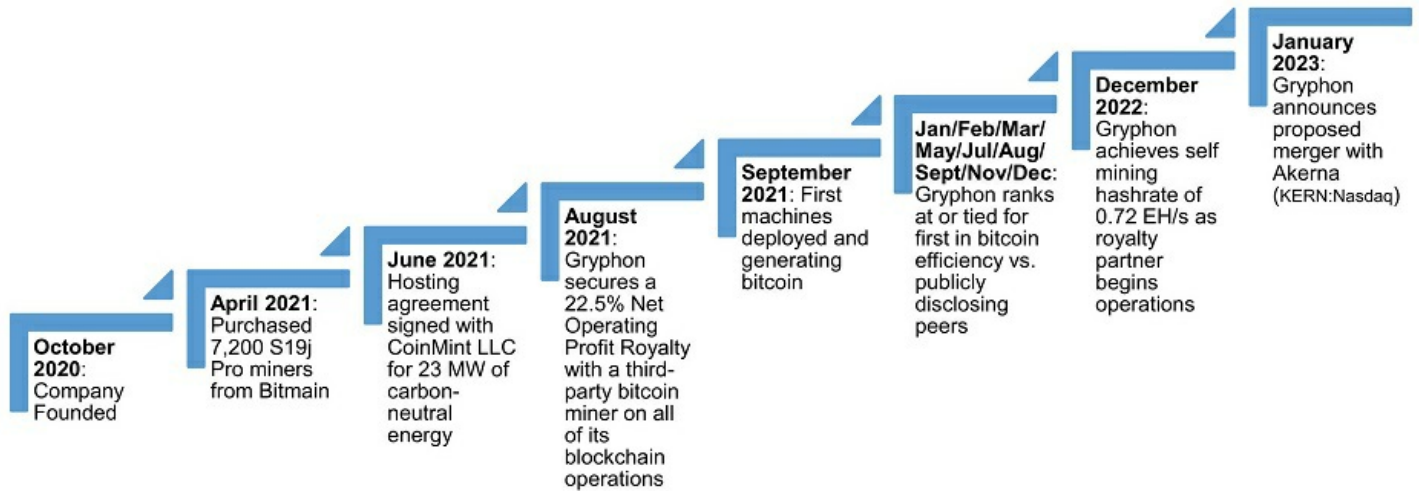 October
2020:
Company
Founded
April 2021:
Purchased
7,200 S19j
Pro miners
from Bitmain
June 2021:
Hosting
agreement
signed with
CoinMint LLC
for 23 MW of
carbon-
neutral
energy
August
2021:
Gryphon
secures a
22.5% Net
Operating
Profit Royalty
with a third-
party bitcoin
miner on all
of its
blockchain
operations
September
2021: First
machines
deployed and
generating
bitcoin
Jan/Feb/Mar/
May/Jul/Aug/
Sept/Nov/Dec:
Gryphon ranks
at or tied for
first in bitcoin
efficiency vs.
publicly
disclosing
peers
December
2022:
Gryphon
achieves self
mining
hashrate of
0.72 EH/s as
royalty
partner
begins
operations
January
2023:
Gryphon
announces
proposed
merger with
Akerna
(KERN:Nasdaq)